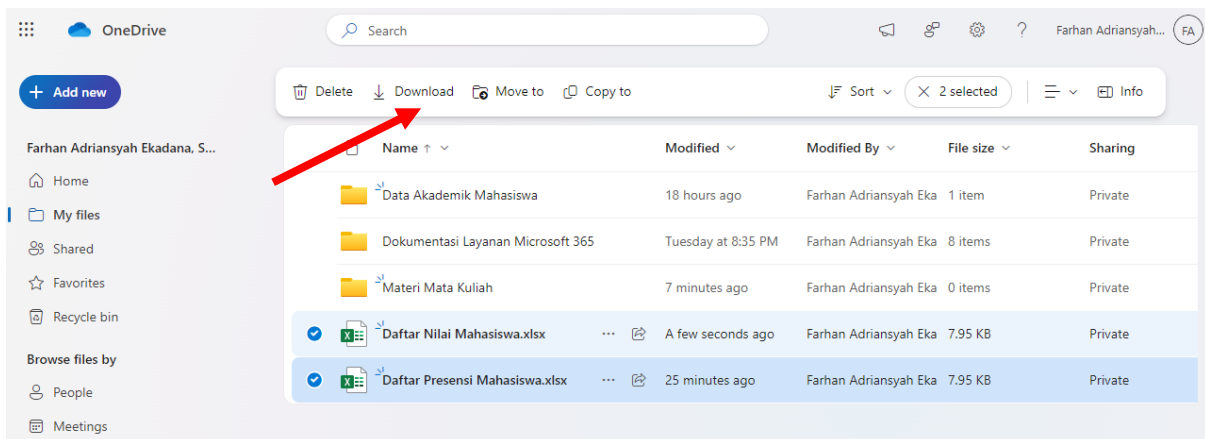 OneDrive
Search
Farhan Adriansyah...
FA
Add new
Delete Download Move to Copy to Sort 2 selected Info
Farhan Adriansyah Ekadana, S...
Home
My files
Shared
Favorites
Recycle bin
Browse files by
People
Meetings
Name Modified Modified By File size Sharing
Data Akademik Mahasiswa 18 hours ago Farhan Adriansyah Eka 1 item Private
Dokumentasi Layanan Microsoft 365 Tuesday at 8:35 PM Farhan Adriansyah Eka 8 items Private
Materi Mata Kuliah 7 minutes ago Farhan Adriansyah Eka 0 items Private
Daftar Nilai Mahasiswa.xlsx A few seconds ago Farhan Adriansyah Eka 7.95 KB Private
Daftar Presensi Mahasiswa.xlsx 25 minutes ago Farhan Adriansyah Eka 7.95 KB Private